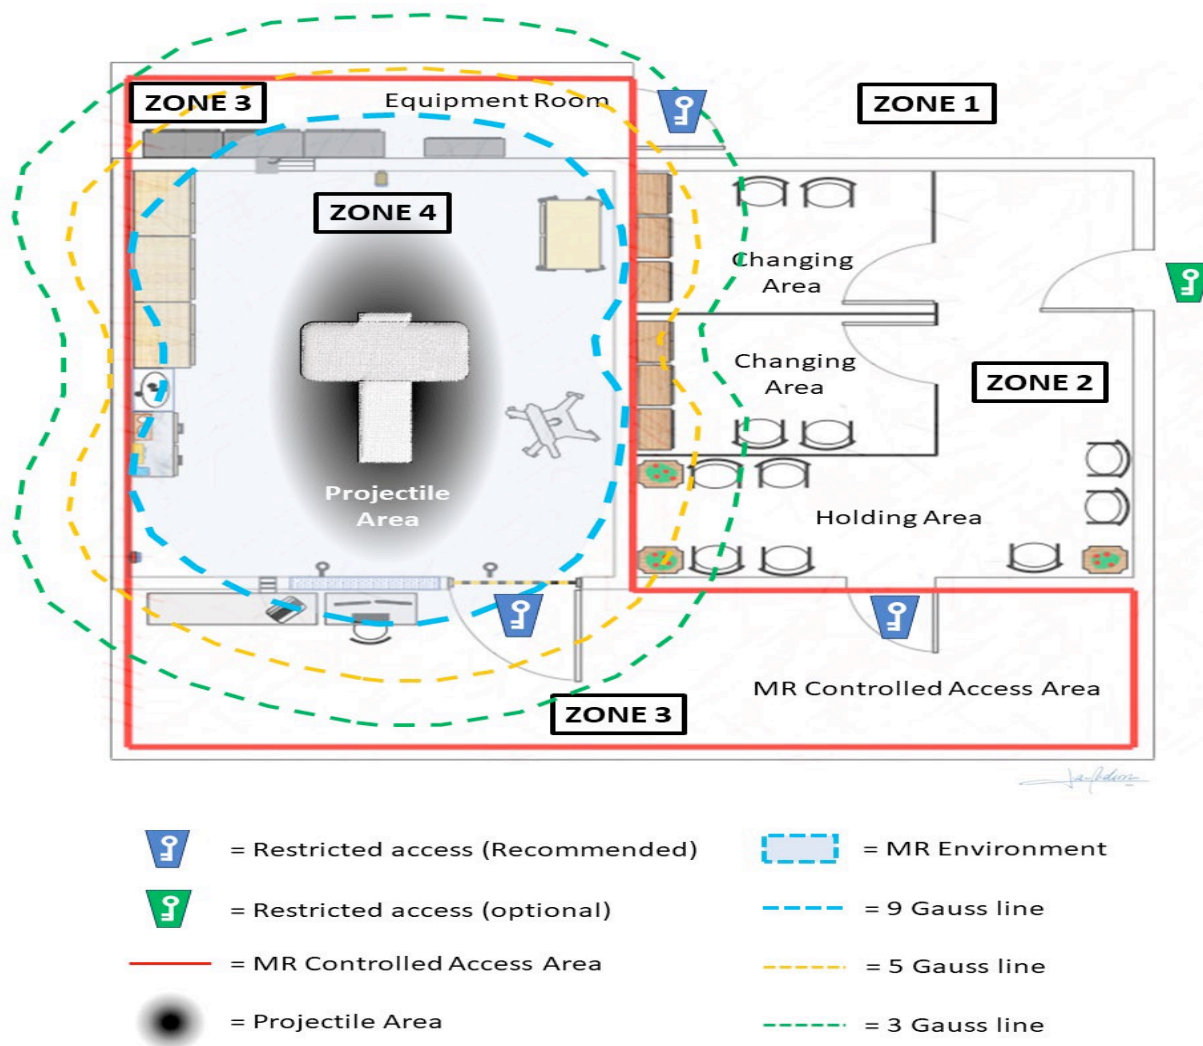 ZONE 3
Equipment Room
ZONE 1
ZONE 4
Changing
Area
Changing
Area
ZONE 2
Projectile
Area
Holding Area
MR Controlled Access Area
ZONE 3
= Restricted access (Recommended)
= MR Environment
= Restricted access (optional)
= 9 Gauss line
= MR Controlled Access Area
= 5 Gauss line
= Projectile Area
= 3 Gauss line